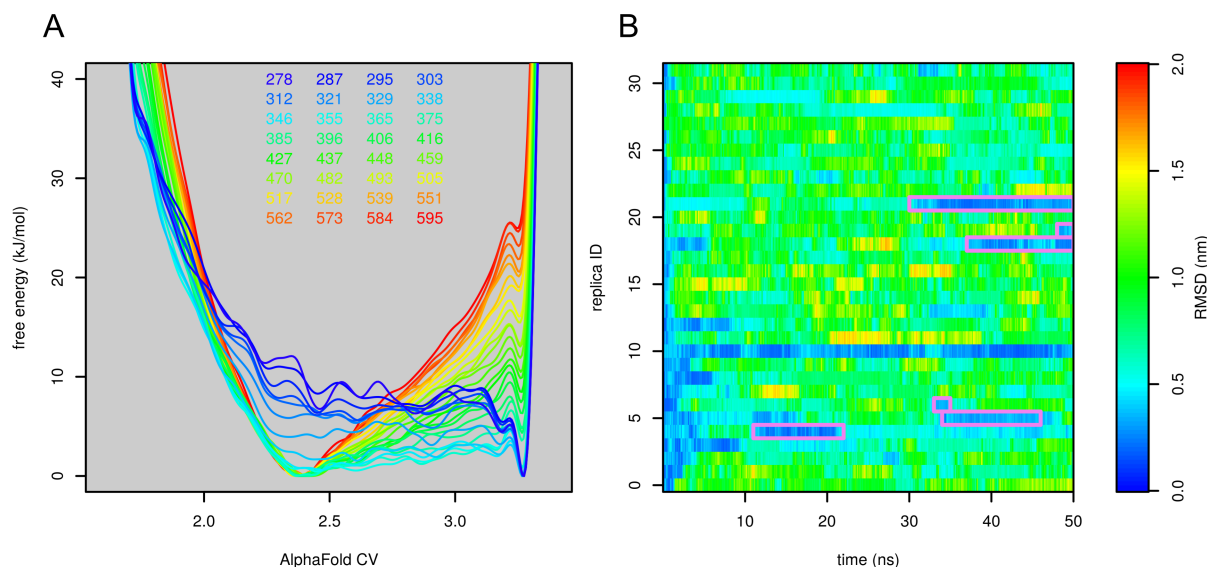 A
278 287 295 303
312 321 329 338
346 355 365 375
385 396 406 416
427 437 448 459
470 482 493 505
517 528 539 551
562 573 584 595
40
30
20
10
0
free energy (kJ/mol)
2.0 2.5 3.0
AlphaFold CV
B
30
25
20
15
10
5
0
replica ID
10 20 30 40 50
time (ns)
2.0
1.5
1.0
0.5
0.0
RMSD (nm)